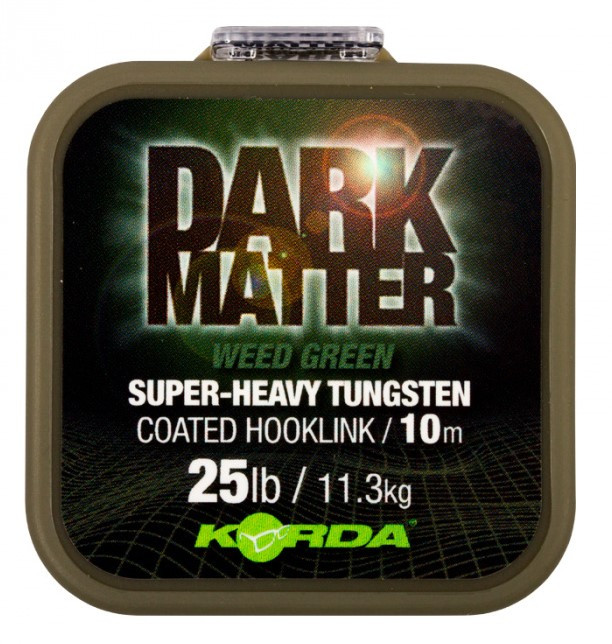 DARK
MATTER
WEED GREEN
SUPER-HEAVY TUNGSTEN
COATED HOOKLINK / 10m
25lb / 11.3kg
KORDA®